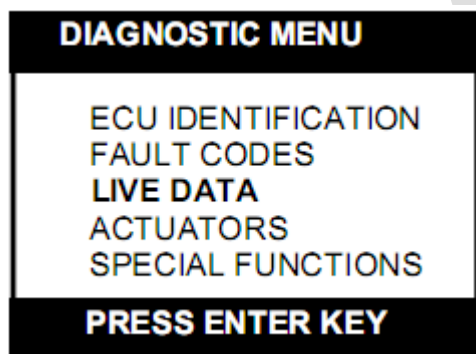 DIAGNOSTIC MENU
ECU IDENTIFICATION
FAULT CODES
LIVE DATA
ACTUATORS
SPECIAL FUNCTIONS
PRESS ENTER KEY